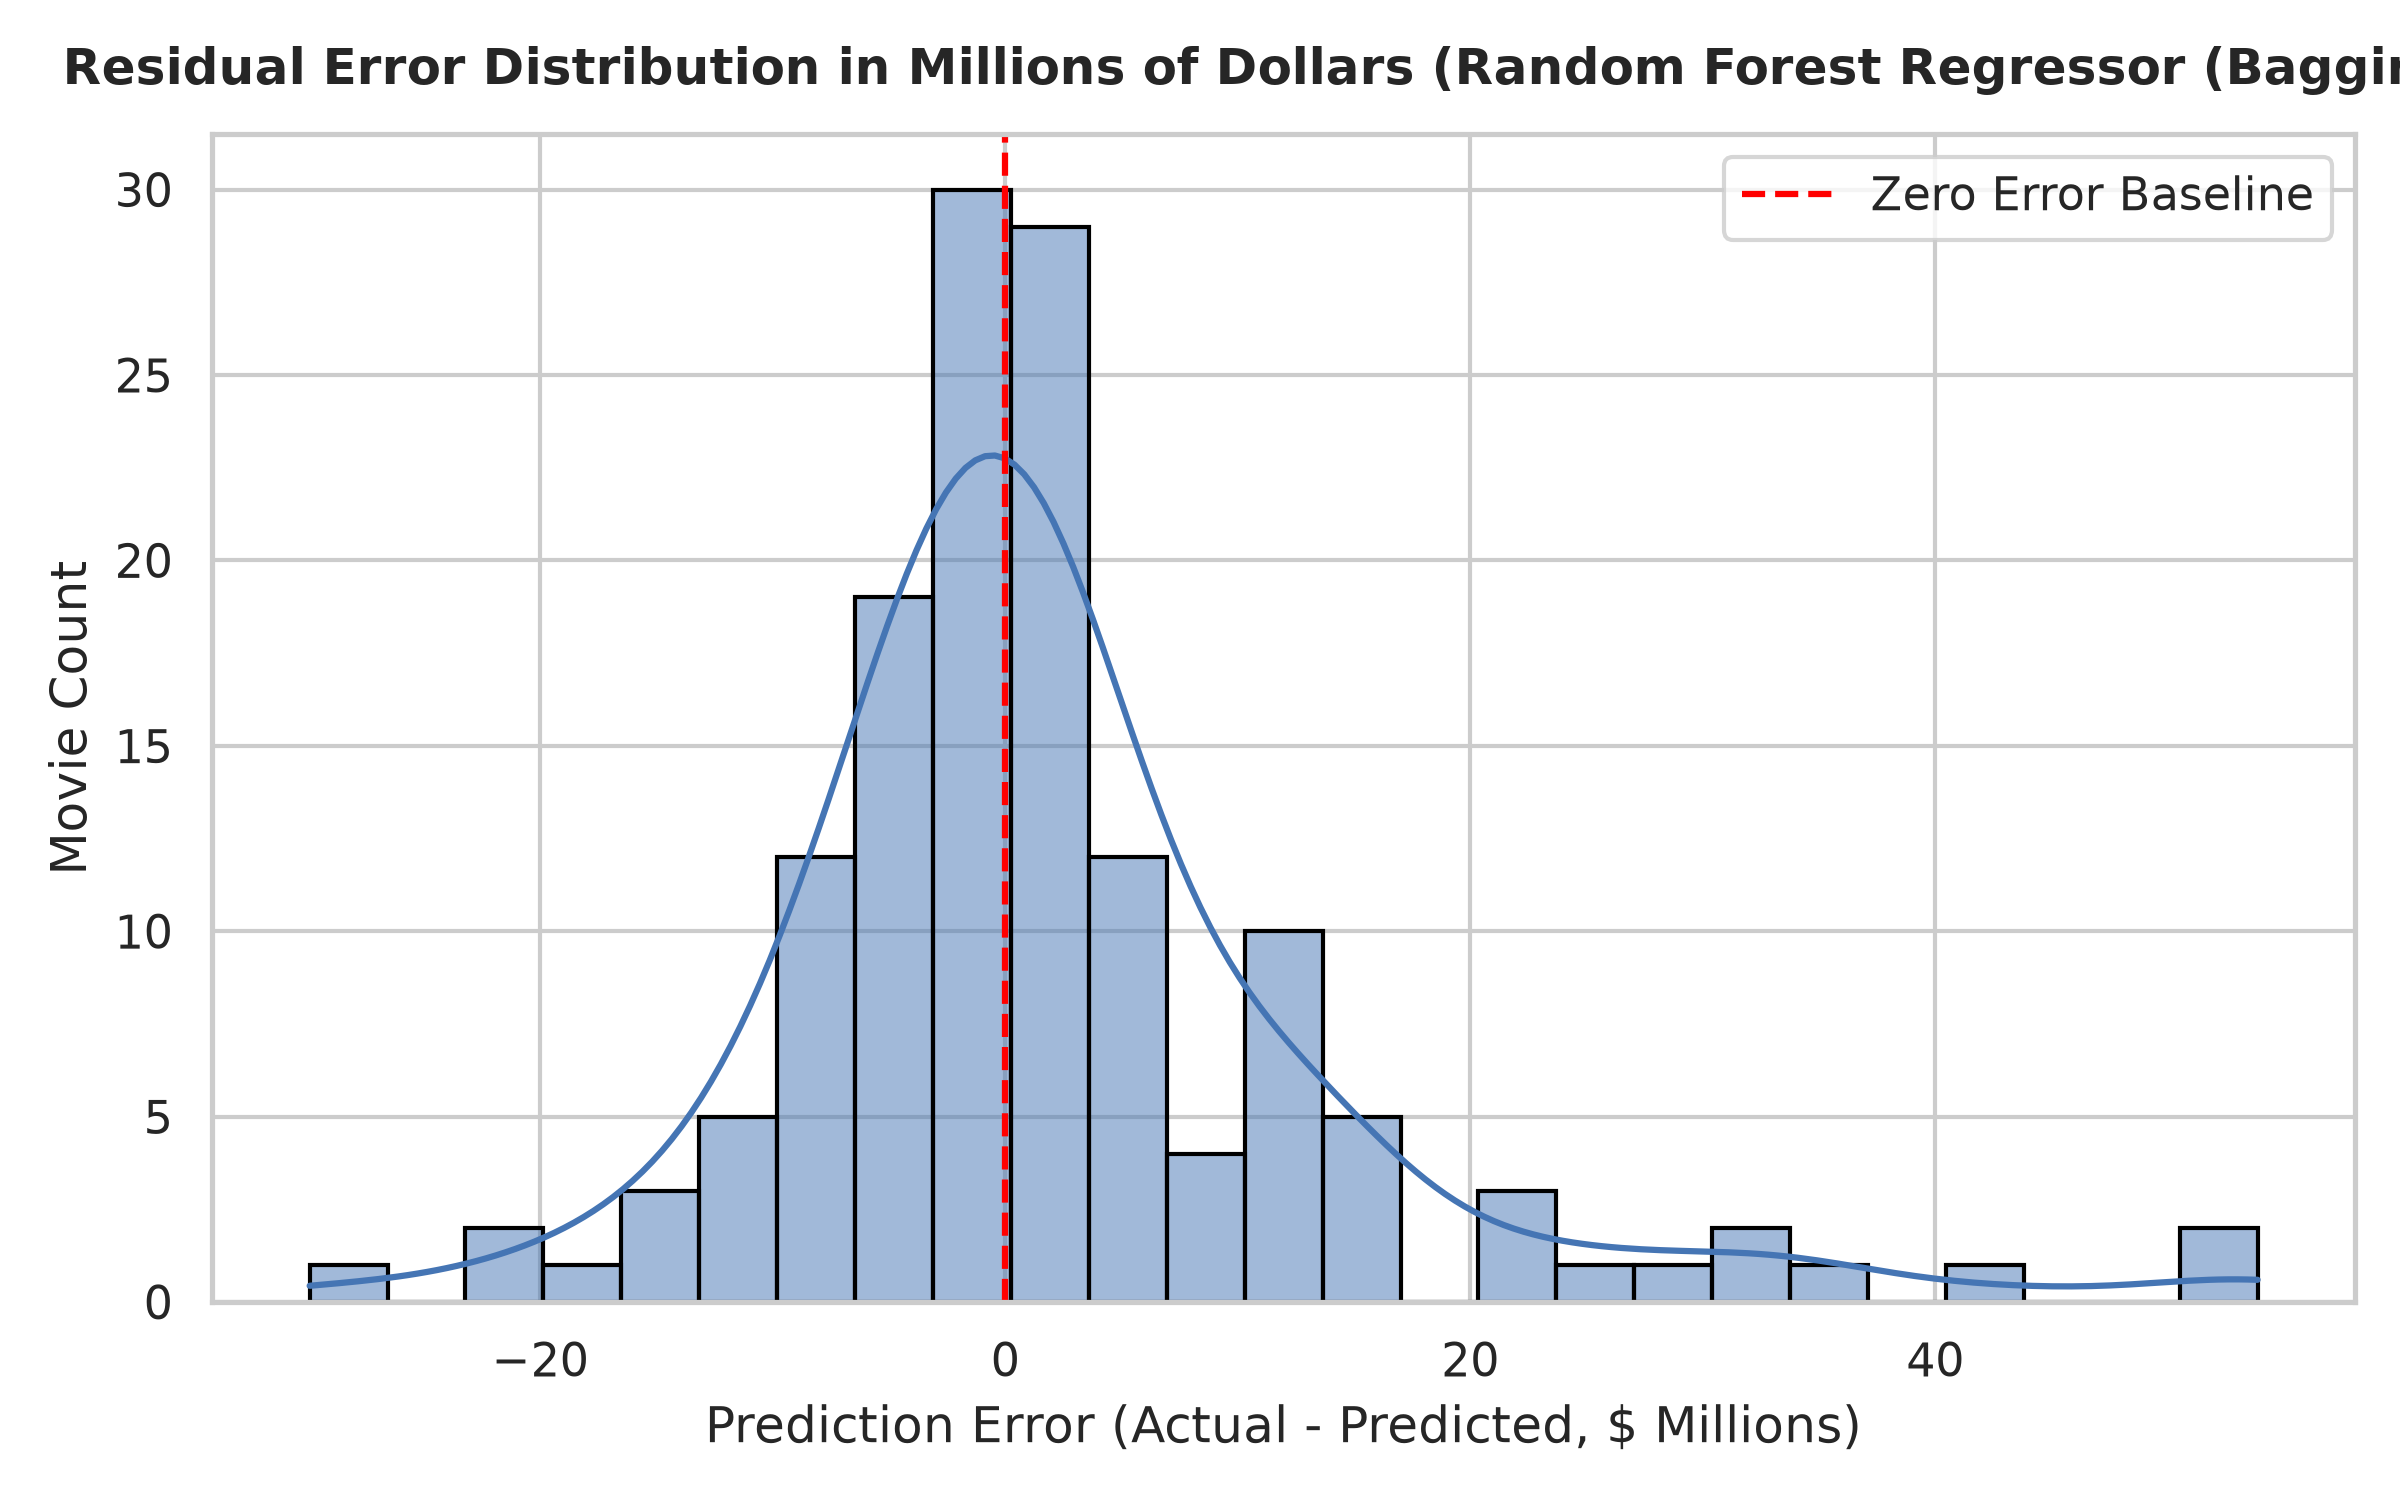 Residual Error Distribution in Millions of Dollars (Random Forest Regressor (Baggin
Zero Error Baseline
30
25
20
15
10
5
0
Movie Count
−20 0 20 40
Prediction Error (Actual - Predicted, $ Millions)